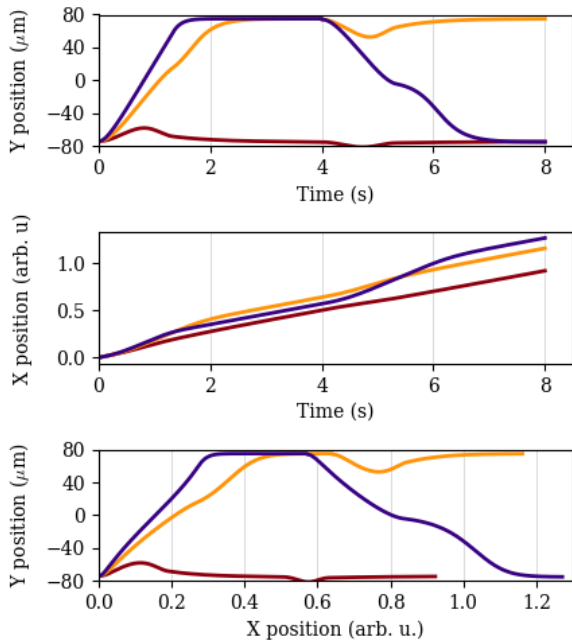 80
40
0
−40
−80
Y position (μm)
0 2 4 6 8
Time (s)
1.0
0.5
0.0
X position (arb. u)
0 2 4 6 8
Time (s)
80
40
0
−40
−80
Y position (μm)
0.0 0.2 0.4 0.6 0.8 1.0 1.2
X position (arb. u.)